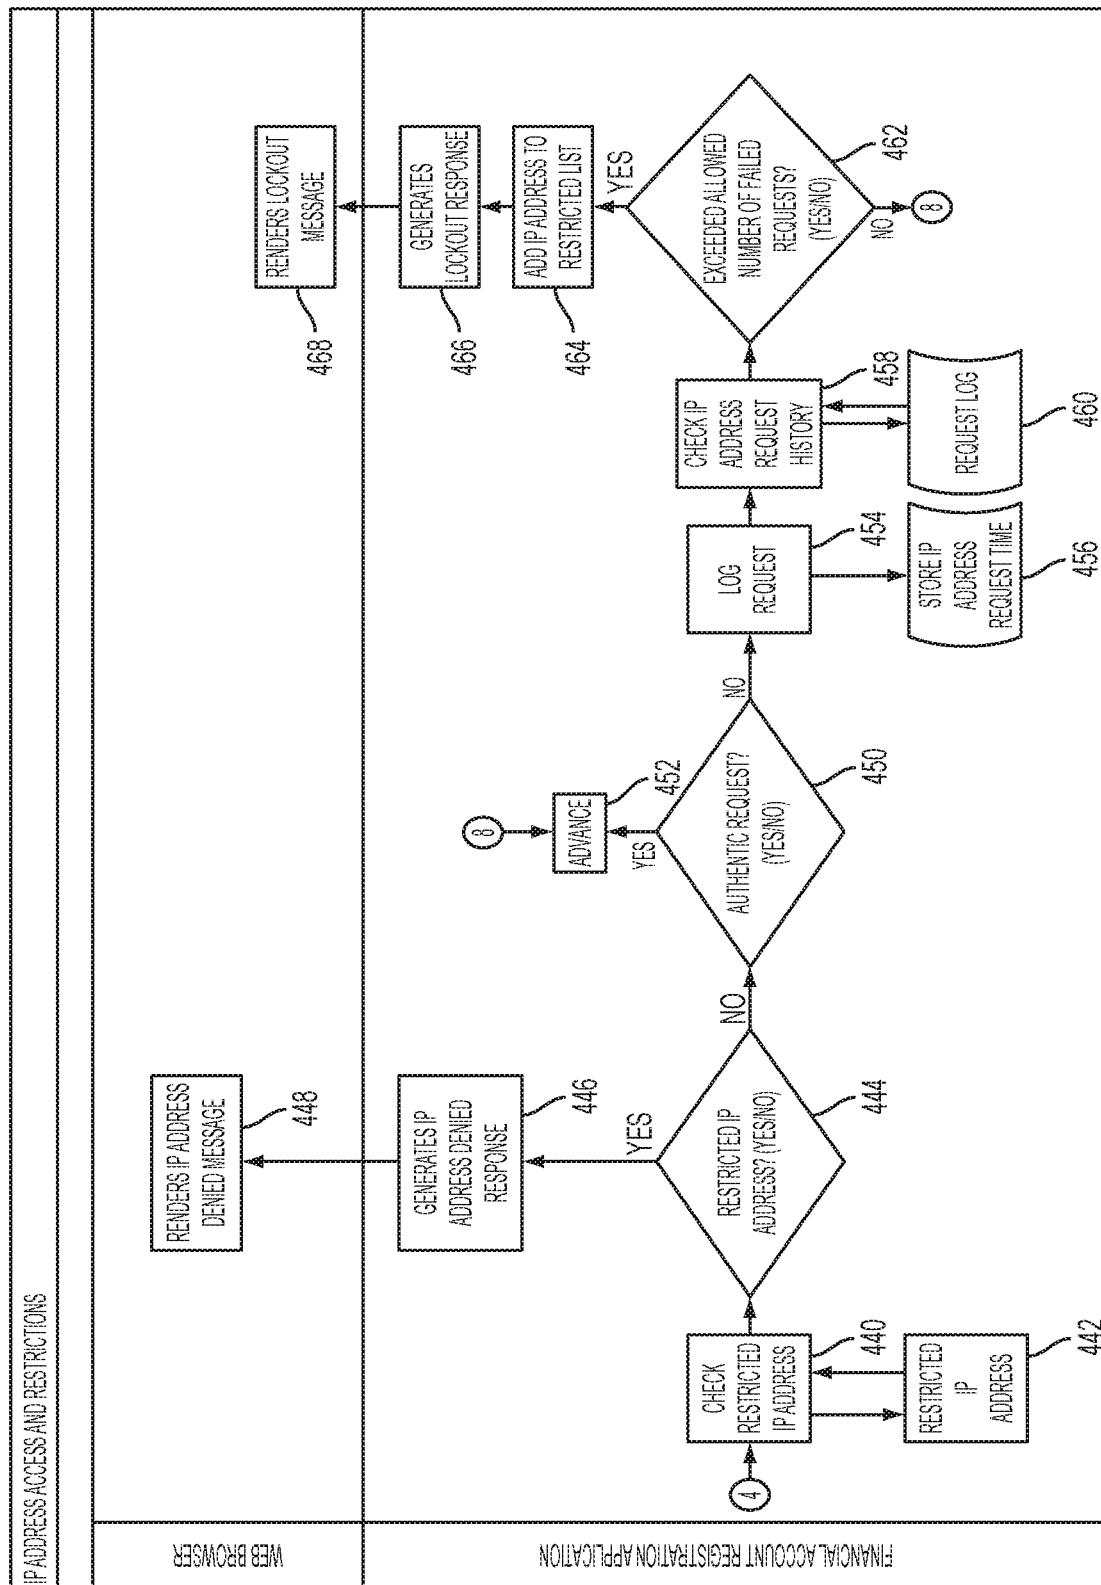 IP ADDRESS ACCESS AND RESTRICTIONS
WEB BROWSER
FINANCIAL ACCOUNT REGISTRATION APPLICATION
RENDERS IP ADDRESS
DENIED MESSAGE
448
RENDERS LOCKOUT
MESSAGE
468
GENERATES IP
ADDRESS DENIED
RESPONSE
446
8
ADVANCE
452
GENERATES
LOCKOUT RESPONSE
466
ADD IP ADDRESS TO
RESTRICTED LIST
464
YES
YES
YES
4
CHECK
RESTRICTED
IP ADDRESS
440
RESTRICTED IP
ADDRESS? (YES/NO)
444
NO
AUTHENTIC REQUEST?
(YES/NO)
450
NO
LOG
REQUEST
454
CHECK IP
ADDRESS
REQUEST
HISTORY
458
EXCEEDED ALLOWED
NUMBER OF FAILED
REQUESTS?
(YES/NO)
462
NO
8
RESTRICTED
IP
ADDRESS
442
STORE IP
ADDRESS
REQUEST TIME
456
REQUEST LOG
460